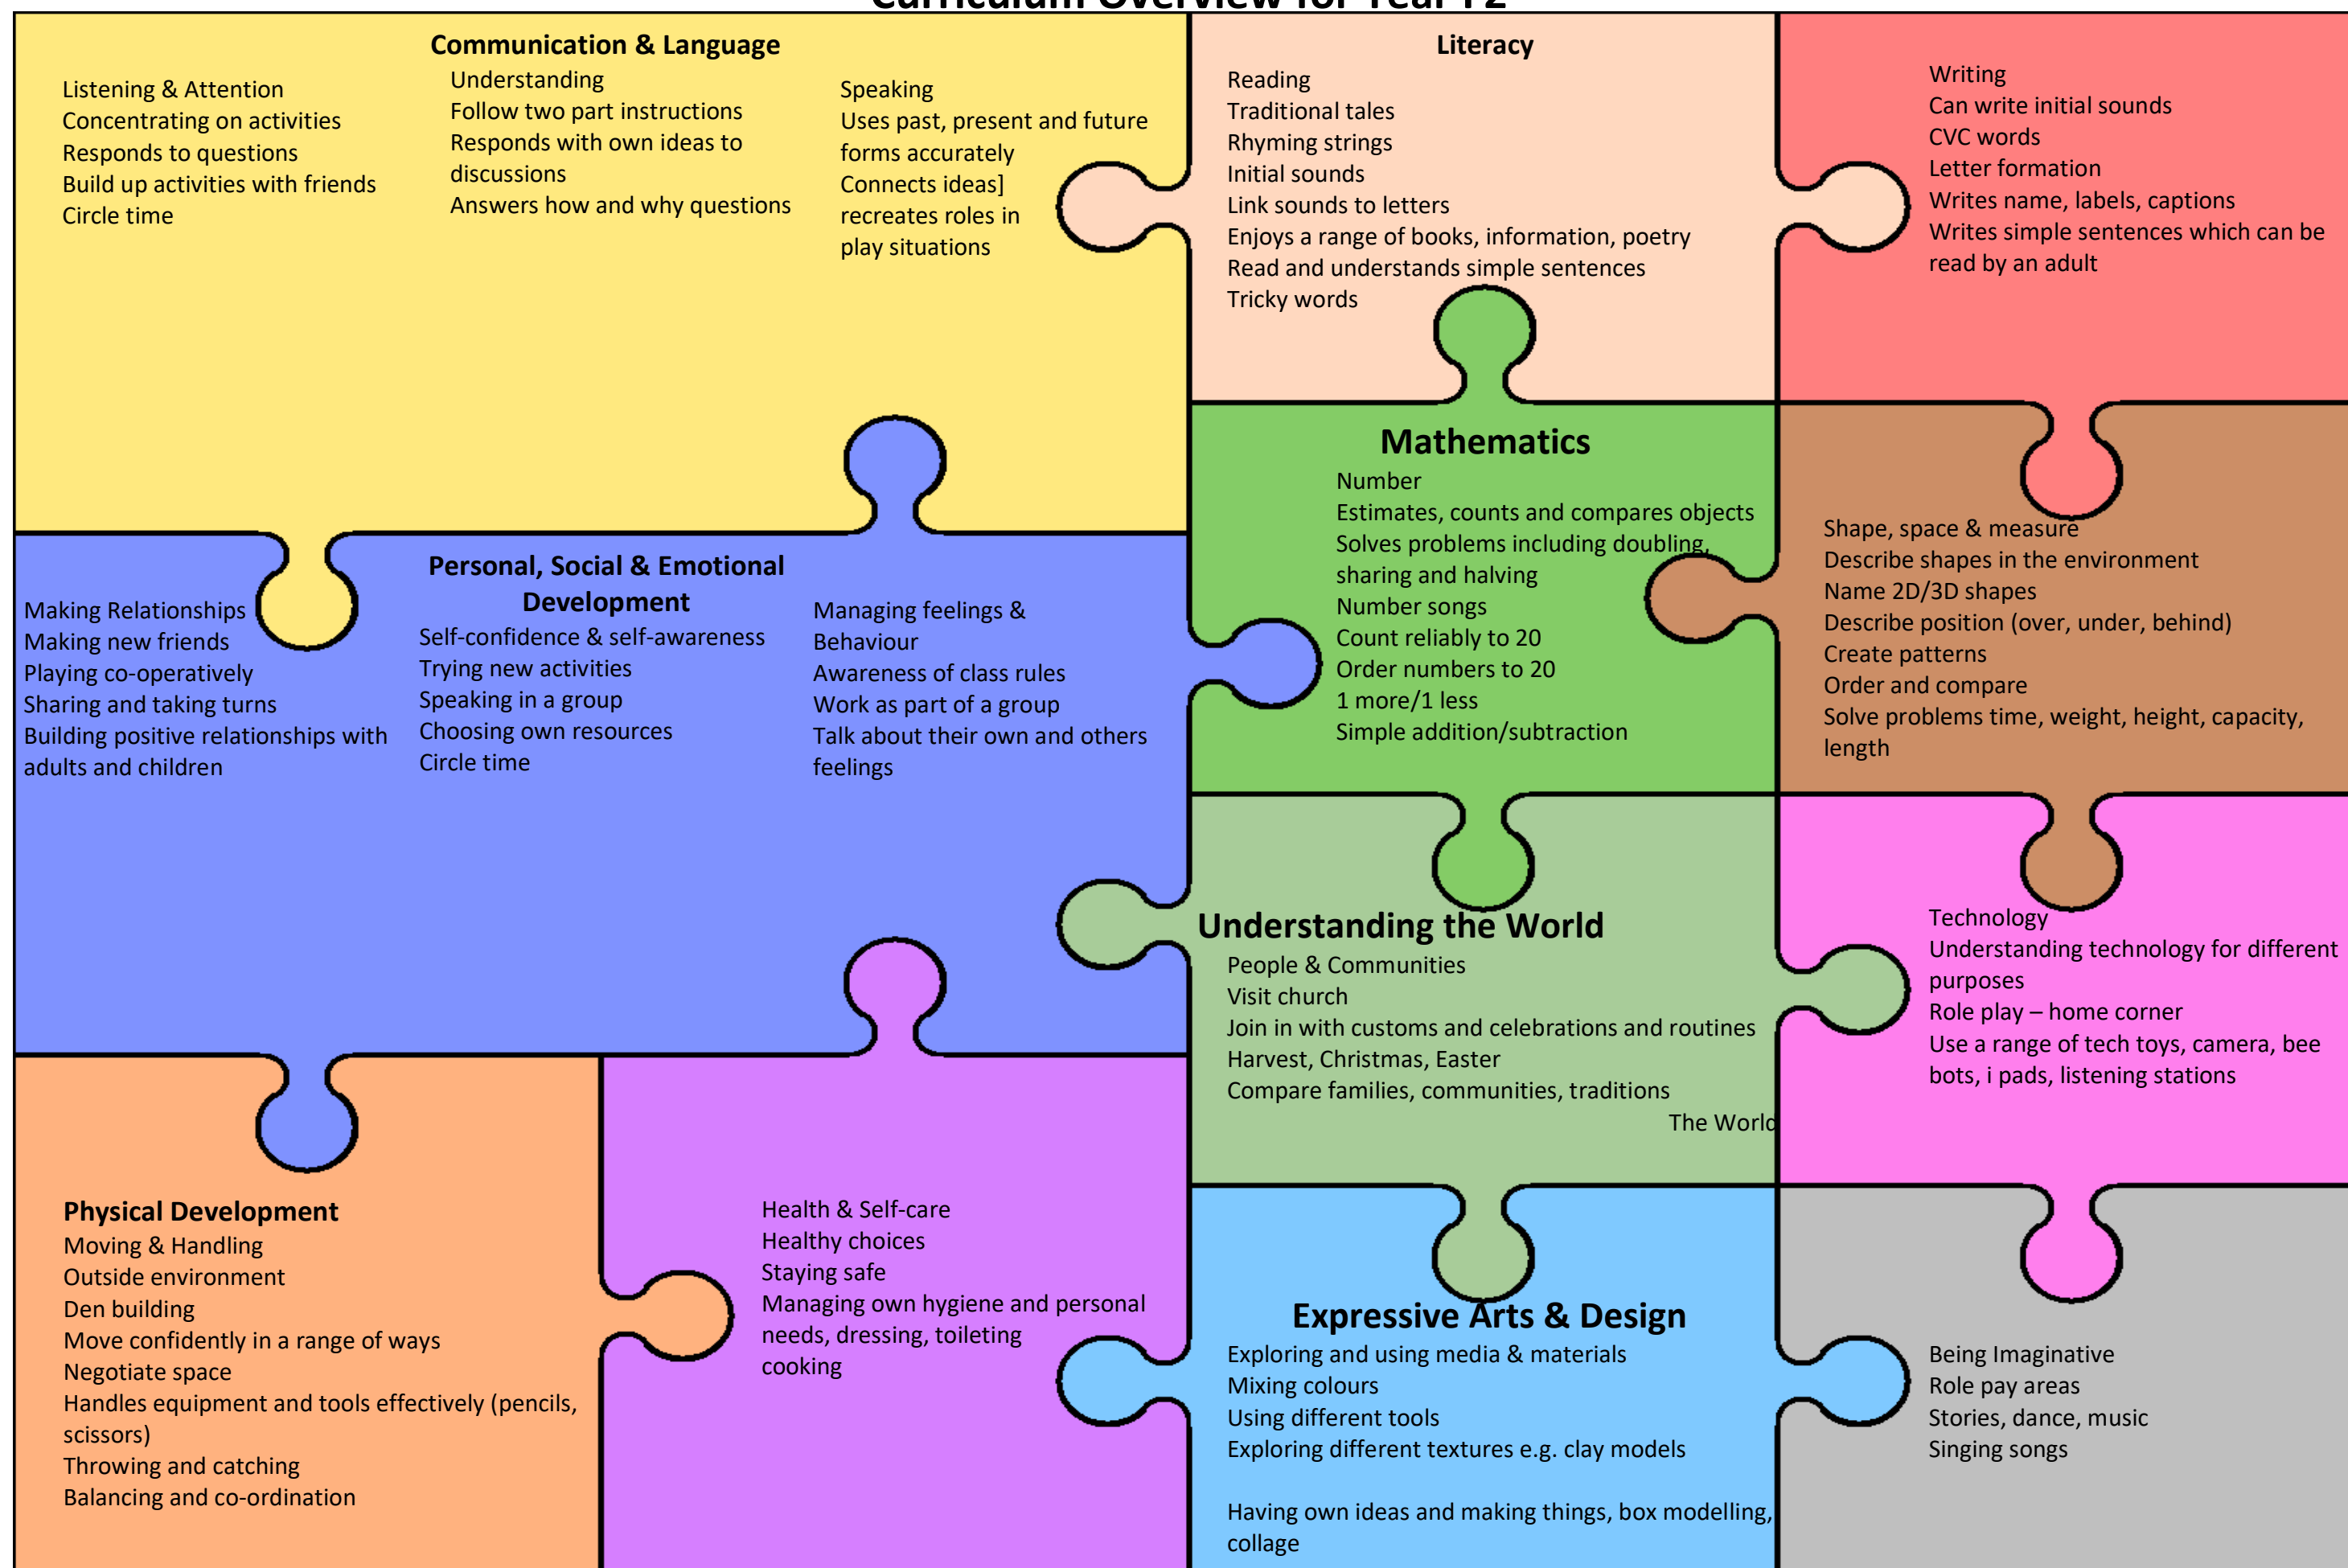 Curriculum Overview for Year F2
Communication & Language
Listening & Attention
Concentrating on activities
Responds to questions
Build up activities with friends
Circle time
Understanding
Follow two part instructions
Responds with own ideas to
discussions
Answers how and why questions
Speaking
Uses past, present and future
forms accurately
Connects ideas]
recreates roles in
play situations
Literacy
Reading
Traditional tales
Rhyming strings
Initial sounds
Link sounds to letters
Enjoys a range of books, information, poetry
Read and understands simple sentences
Tricky words
Writing
Can write initial sounds
CVC words
Letter formation
Writes name, labels, captions
Writes simple sentences which can be
read by an adult
Personal, Social & Emotional
Development
Making Relationships
Making new friends
Playing co-operatively
Sharing and taking turns
Building positive relationships with
adults and children
Self-confidence & self-awareness
Trying new activities
Speaking in a group
Choosing own resources
Circle time
Managing feelings &
Behaviour
Awareness of class rules
Work as part of a group
Talk about their own and others
feelings
Mathematics
Number
Estimates, counts and compares objects
Solves problems including doubling,
sharing and halving
Number songs
Count reliably to 20
Order numbers to 20
1 more/1 less
Simple addition/subtraction
Shape, space & measure
Describe shapes in the environment
Name 2D/3D shapes
Describe position (over, under, behind)
Create patterns
Order and compare
Solve problems time, weight, height, capacity,
length
Understanding the World
People & Communities
Visit church
Join in with customs and celebrations and routines
Harvest, Christmas, Easter
Compare families, communities, traditions
The World
Technology
Understanding technology for different
purposes
Role play – home corner
Use a range of tech toys, camera, bee
bots, i pads, listening stations
Physical Development
Moving & Handling
Outside environment
Den building
Move confidently in a range of ways
Negotiate space
Handles equipment and tools effectively (pencils,
scissors)
Throwing and catching
Balancing and co-ordination
Health & Self-care
Healthy choices
Staying safe
Managing own hygiene and personal
needs, dressing, toileting
cooking
Expressive Arts & Design
Exploring and using media & materials
Mixing colours
Using different tools
Exploring different textures e.g. clay models
Having own ideas and making things, box modelling,
collage
Being Imaginative
Role pay areas
Stories, dance, music
Singing songs